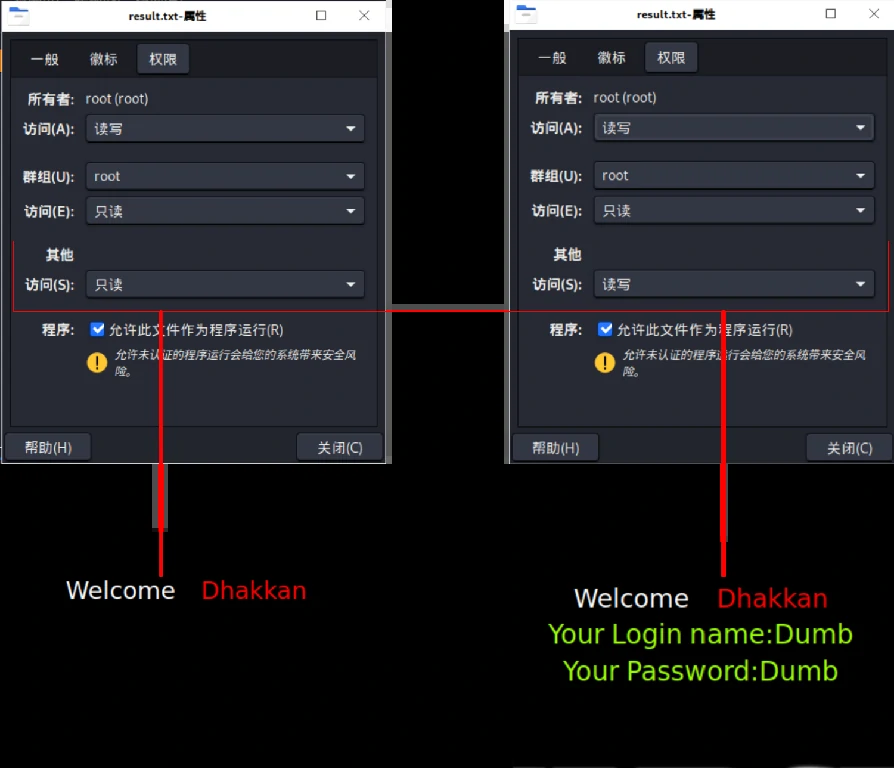 result.txt-属性
一般 徽标 权限
所有者: root (root)
访问(A): 读写
群组(U): root
访问(E): 只读
其他
访问(S): 只读
程序: 允许此文件作为程序运行(R)
允许未认证的程序运行会给您的系统带来安全风
险。
帮助(H) 关闭(C)
Welcome Dhakkan
result.txt-属性
一般 徽标 权限
所有者: root (root)
访问(A): 读写
群组(U): root
访问(E): 只读
其他
访问(S): 读写
程序: 允许此文件作为程序运行(R)
允许未认证的程序运行会给您的系统带来安全风
险。
帮助(H) 关闭(C)
Welcome Dhakkan
Your Login name:Dumb
Your Password:Dumb